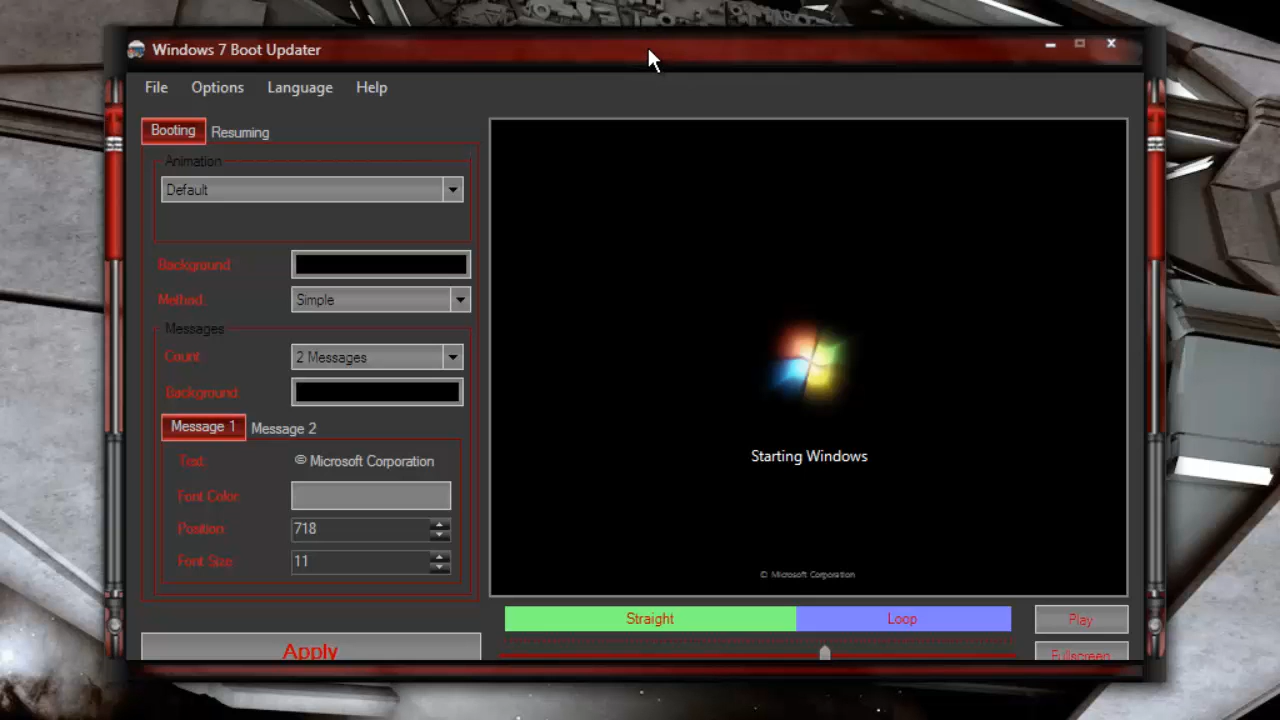 Windows 7 Boot Updater
File Options Language Help
Booting Resuming
Animation
Default
Background:
Method: Simple
Messages
Count: 2 Messages
Background:
Message 1 Message 2
Text: © Microsoft Corporation
Font Color:
Position: 718
Font Size: 11
Apply
Starting Windows
© Microsoft Corporation
Straight Loop Play
Fullscreen